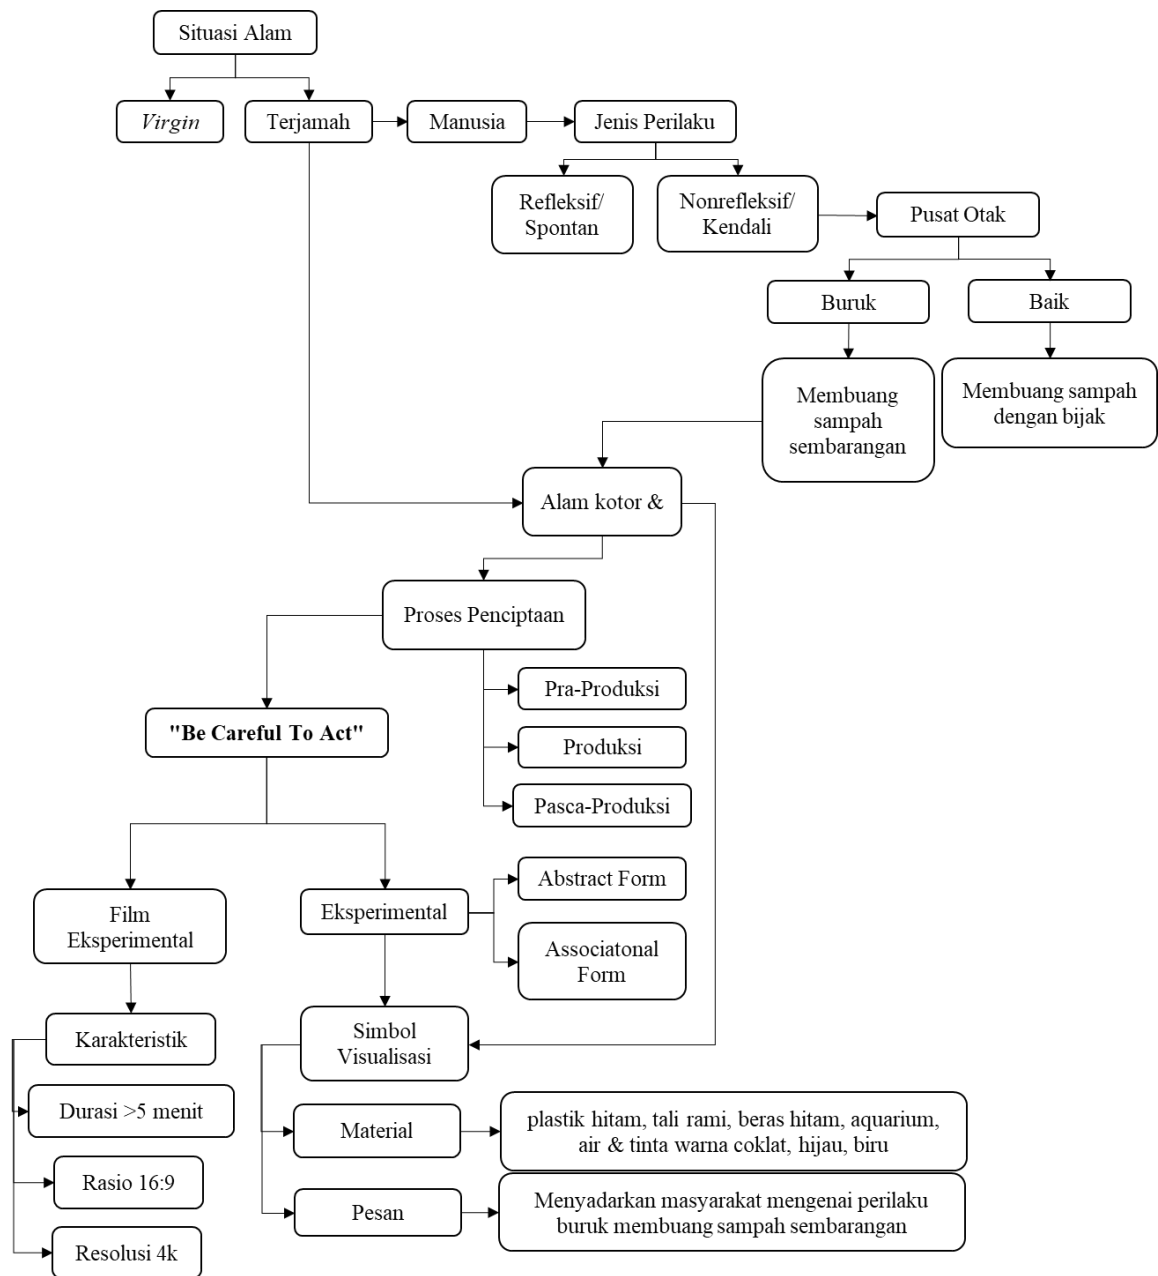 Situasi Alam
Virgin
Terjamah
Manusia
Jenis Perilaku
Refleksif/
Spontan
Nonrefleksif/
Kendali
Pusat Otak
Buruk
Baik
Membuang
sampah
sembarangan
Membuang sampah
dengan bijak
Alam kotor &
Proses Penciptaan
Pra-Produksi
Produksi
Pasca-Produksi
"Be Careful To Act"
Film
Eksperimental
Eksperimental
Abstract Form
Associatonal
Form
Karakteristik
Durasi >5 menit
Rasio 16:9
Resolusi 4k
Simbol
Visualisasi
Material
plastik hitam, tali rami, beras hitam, aquarium,
air & tinta warna coklat, hijau, biru
Pesan
Menyadarkan masyarakat mengenai perilaku
buruk membuang sampah sembarangan